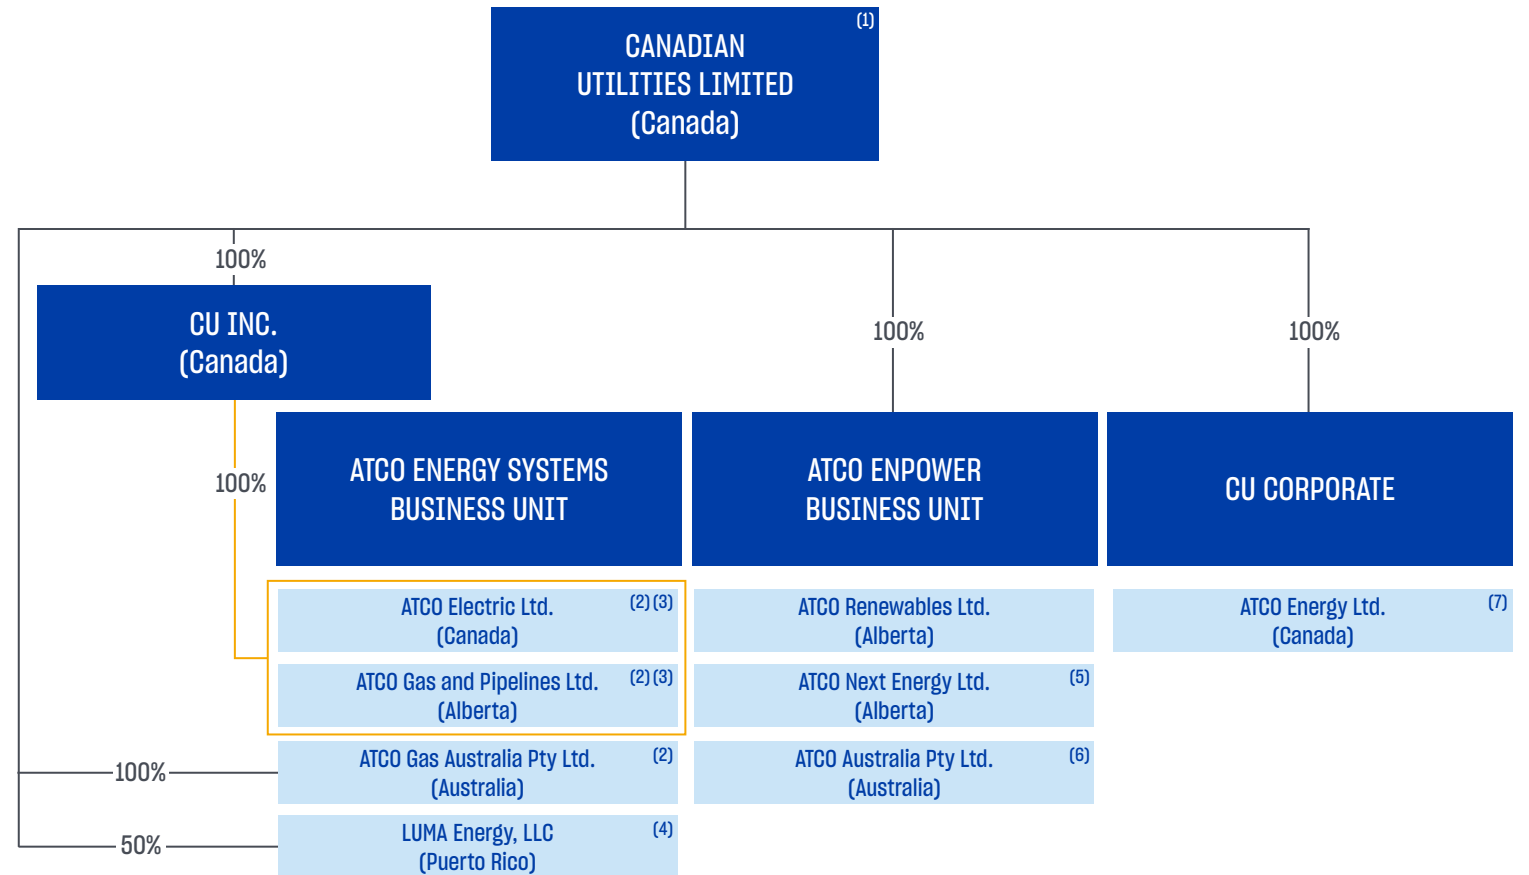 CANADIAN
UTILITIES LIMITED
(Canada)
(1)
100%
CU INC.
(Canada)
100%
100%
100%
ATCO ENERGY SYSTEMS
BUSINESS UNIT
ATCO ENPOWER
BUSINESS UNIT
CU CORPORATE
ATCO Electric Ltd.
(Canada)
(2)(3)
ATCO Renewables Ltd.
(Alberta)
ATCO Energy Ltd.
(Canada)
(7)
ATCO Gas and Pipelines Ltd.
(Alberta)
(2)(3)
ATCO Next Energy Ltd.
(Alberta)
(5)
100%
ATCO Gas Australia Pty Ltd.
(Australia)
(2)
ATCO Australia Pty Ltd.
(Australia)
(6)
50%
LUMA Energy, LLC
(Puerto Rico)
(4)